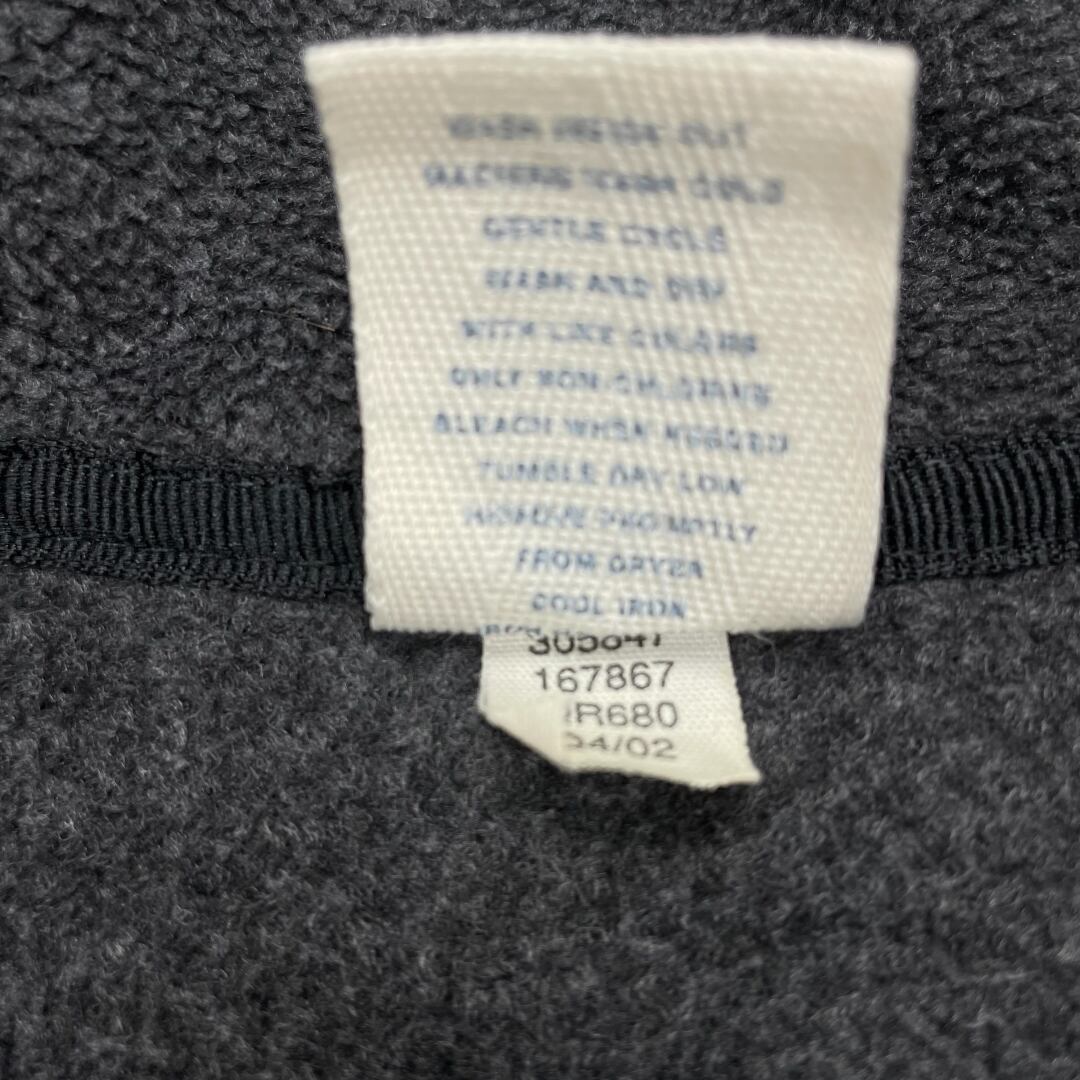 WASH INSIDE OUT
MACHINE WASH COLD
GENTLE CYCLE
WASH AND DRY
WITH LIKE COLORS
ONLY NON-CHLORINE
BLEACH WHEN NEEDED
TUMBLE DRY LOW
REMOVE PROMPTLY
FROM DRYER
COOL IRON
305847
167867
R680
04/02